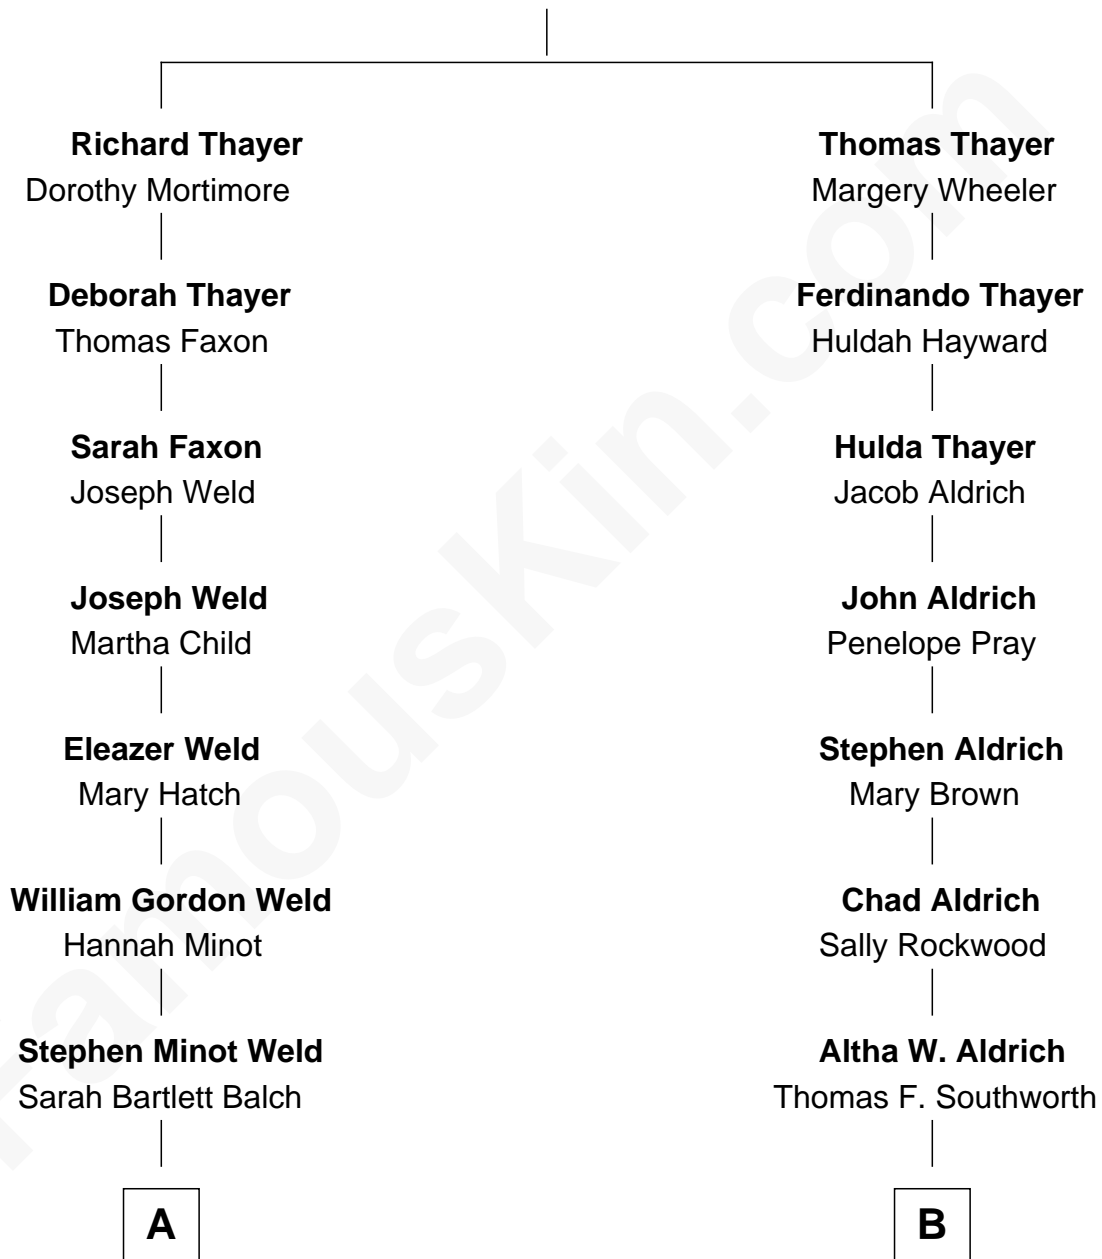 Richard Thayer
Dorothy Mortimore
Thomas Thayer
Margery Wheeler
Deborah Thayer
Thomas Faxon
Ferdinando Thayer
Huldah Hayward
Sarah Faxon
Joseph Weld
Hulda Thayer
Jacob Aldrich
Joseph Weld
Martha Child
John Aldrich
Penelope Pray
Eleazer Weld
Mary Hatch
Stephen Aldrich
Mary Brown
William Gordon Weld
Hannah Minot
Chad Aldrich
Sally Rockwood
Stephen Minot Weld
Sarah Bartlett Balch
Altha W. Aldrich
Thomas F. Southworth
A
B
FamousKin.com